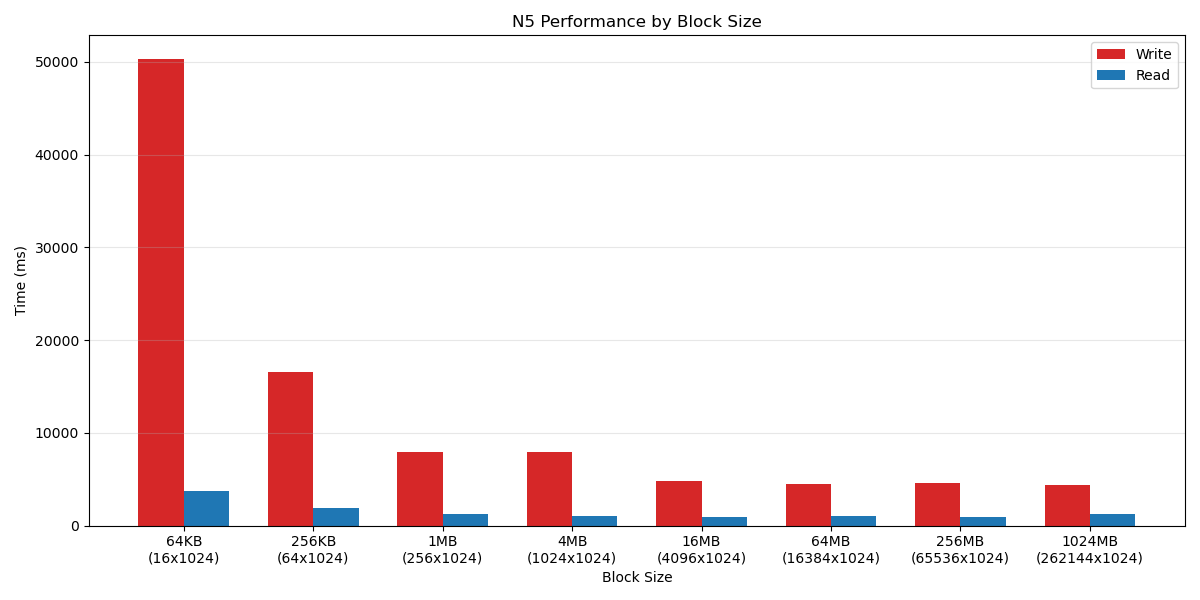 N5 Performance by Block Size
Write
Read
Time (ms)
50000
40000
30000
20000
10000
0
64KB
(16x1024)
256KB
(64x1024)
1MB
(256x1024)
4MB
(1024x1024)
16MB
(4096x1024)
64MB
(16384x1024)
256MB
(65536x1024)
1024MB
(262144x1024)
Block Size